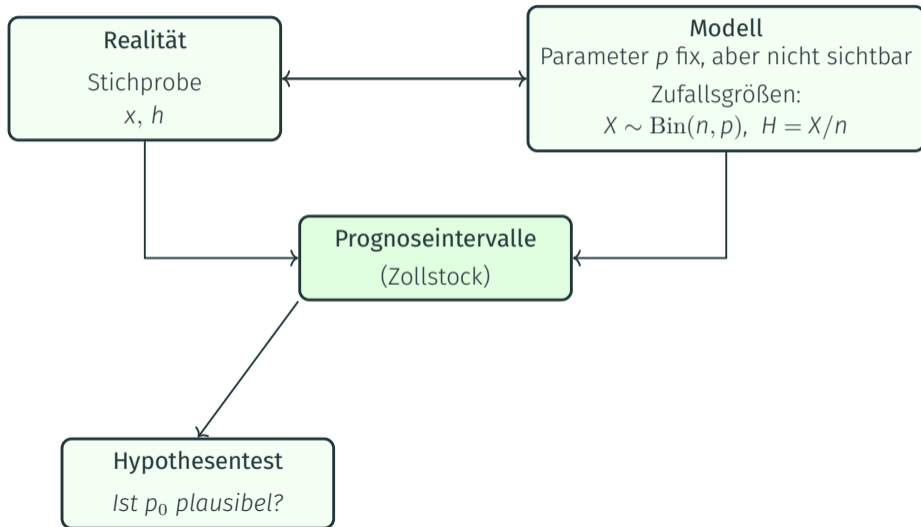 Realität
Stichprobe
x, h
Modell
Parameter p fix, aber nicht sichtbar
Zufallsgrößen:
X ∼ Bin(n, p), H = X/n
Prognoseintervalle
(Zollstock)
Hypothesentest
Ist p₀ plausibel?